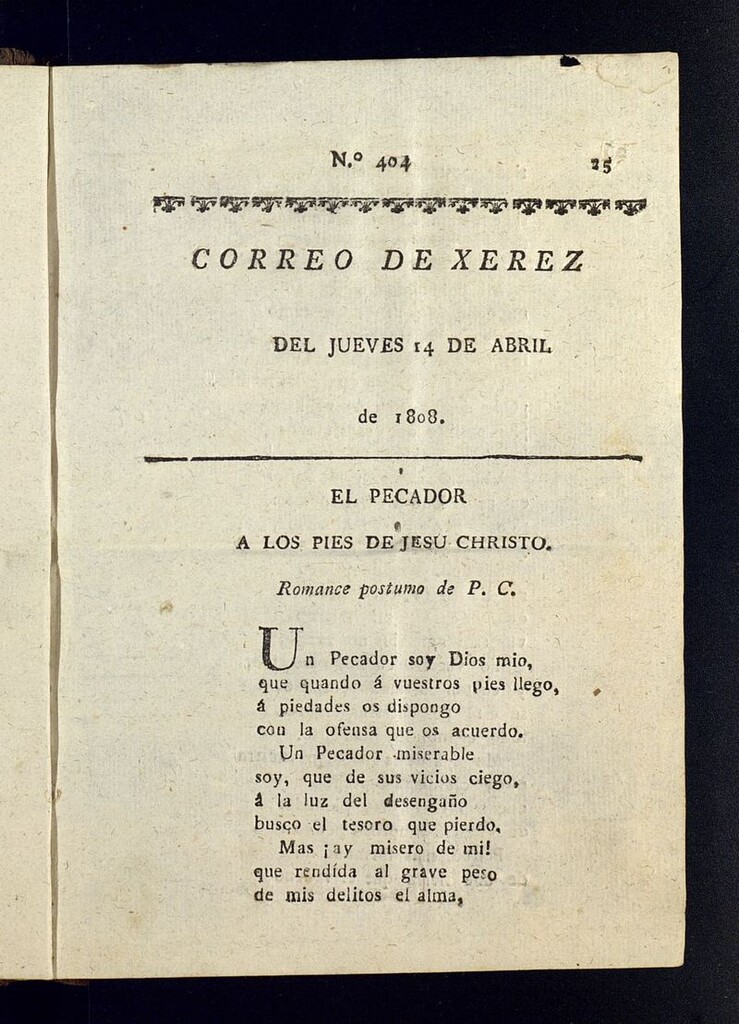 N.º 404 25
CORREO DE XEREZ
DEL JUEVES 14 DE ABRIL
de 1808.
EL PECADOR
A LOS PIES DE JESU CHRISTO.
Romance postumo de P. C.
Un Pecador soy Dios mio,
que quando á vuestros pies llego,
á piedades os dispongo
con la ofensa que os acuerdo.
Un Pecador miserable
soy, que de sus vicios ciego,
á la luz del desengaño
busco el tesoro que pierdo.
Mas ¡ay misero de mi!
que rendída al grave peso
de mis delitos el alma,